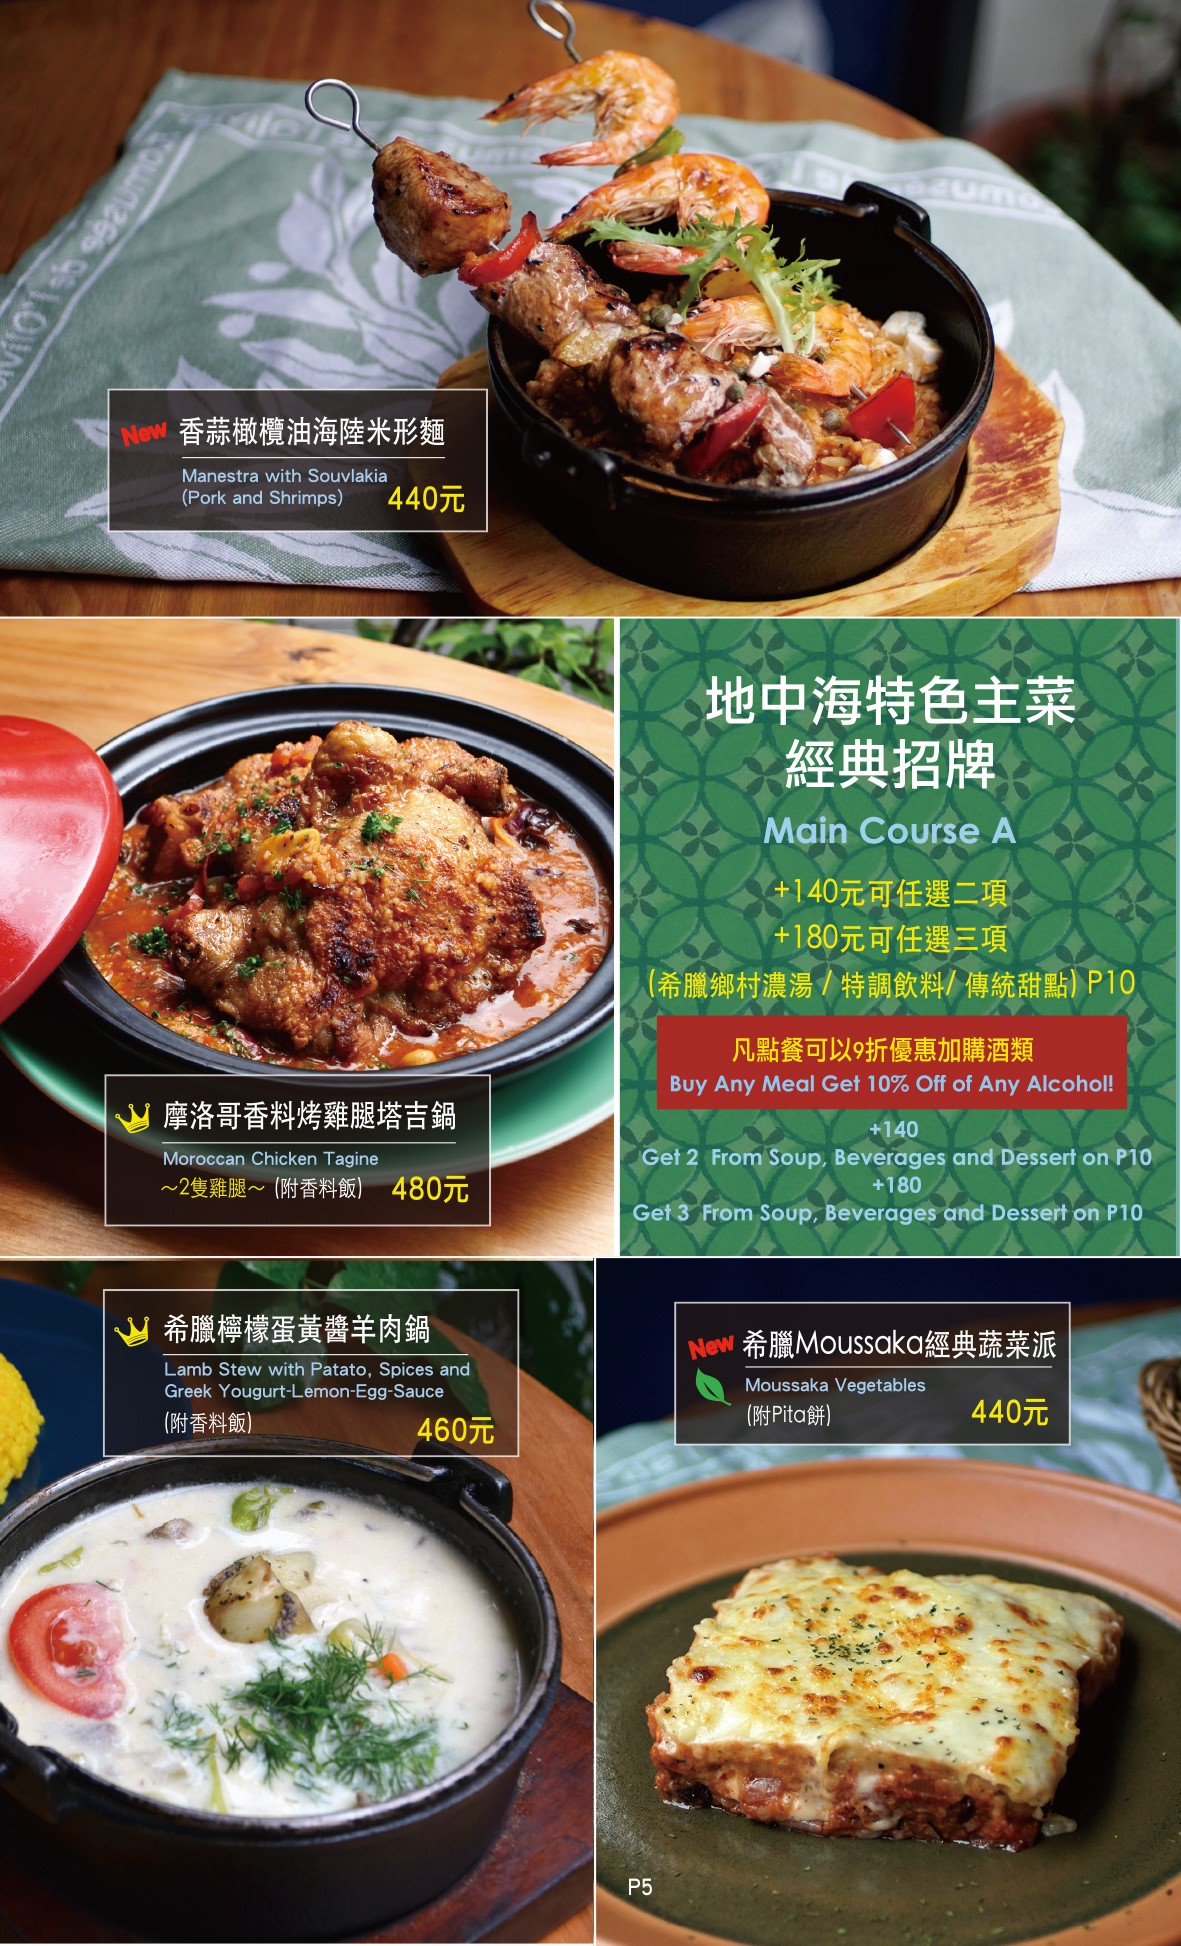 New 香蒜橄欖油海陸米形麵
Manestra with Souvlakia
(Pork and Shrimps) 440元
摩洛哥香料烤雞腿塔吉鍋
Moroccan Chicken Tagine
～2隻雞腿～ (附香料飯) 480元
地中海特色主菜
經典招牌
Main Course A
+140元可任選二項
+180元可任選三項
(希臘鄉村濃湯 / 特調飲料/ 傳統甜點) P10
凡點餐可以9折優惠加購酒類
Buy Any Meal Get 10% Off of Any Alcohol!
+140
Get 2 From Soup, Beverages and Dessert on P10
+180
Get 3 From Soup, Beverages and Dessert on P10
希臘檸檬蛋黃醬羊肉鍋
Lamb Stew with Patato, Spices and
Greek Yougurt-Lemon-Egg-Sauce
(附香料飯) 460元
New 希臘Moussaka經典蔬菜派
Moussaka Vegetables
(附Pita餅) 440元
P5